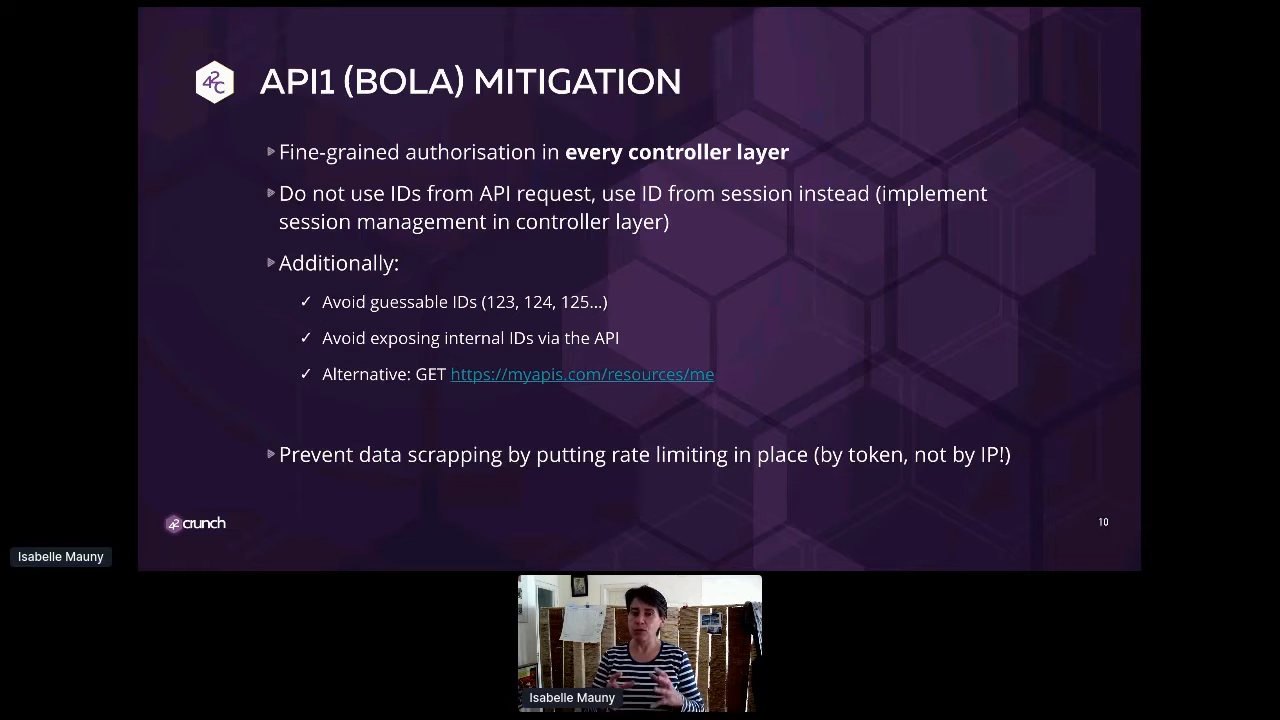 42C
API1 (BOLA) MITIGATION
Fine-grained authorisation in every controller layer
Do not use IDs from API request, use ID from session instead (implement
session management in controller layer)
Additionally:
✓ Avoid guessable IDs (123, 124, 125...)
✓ Avoid exposing internal IDs via the API
✓ Alternative: GET https://myapis.com/resources/me
Prevent data scrapping by putting rate limiting in place (by token, not by IP!)
42crunch
10
Isabelle Mauny
Isabelle Mauny